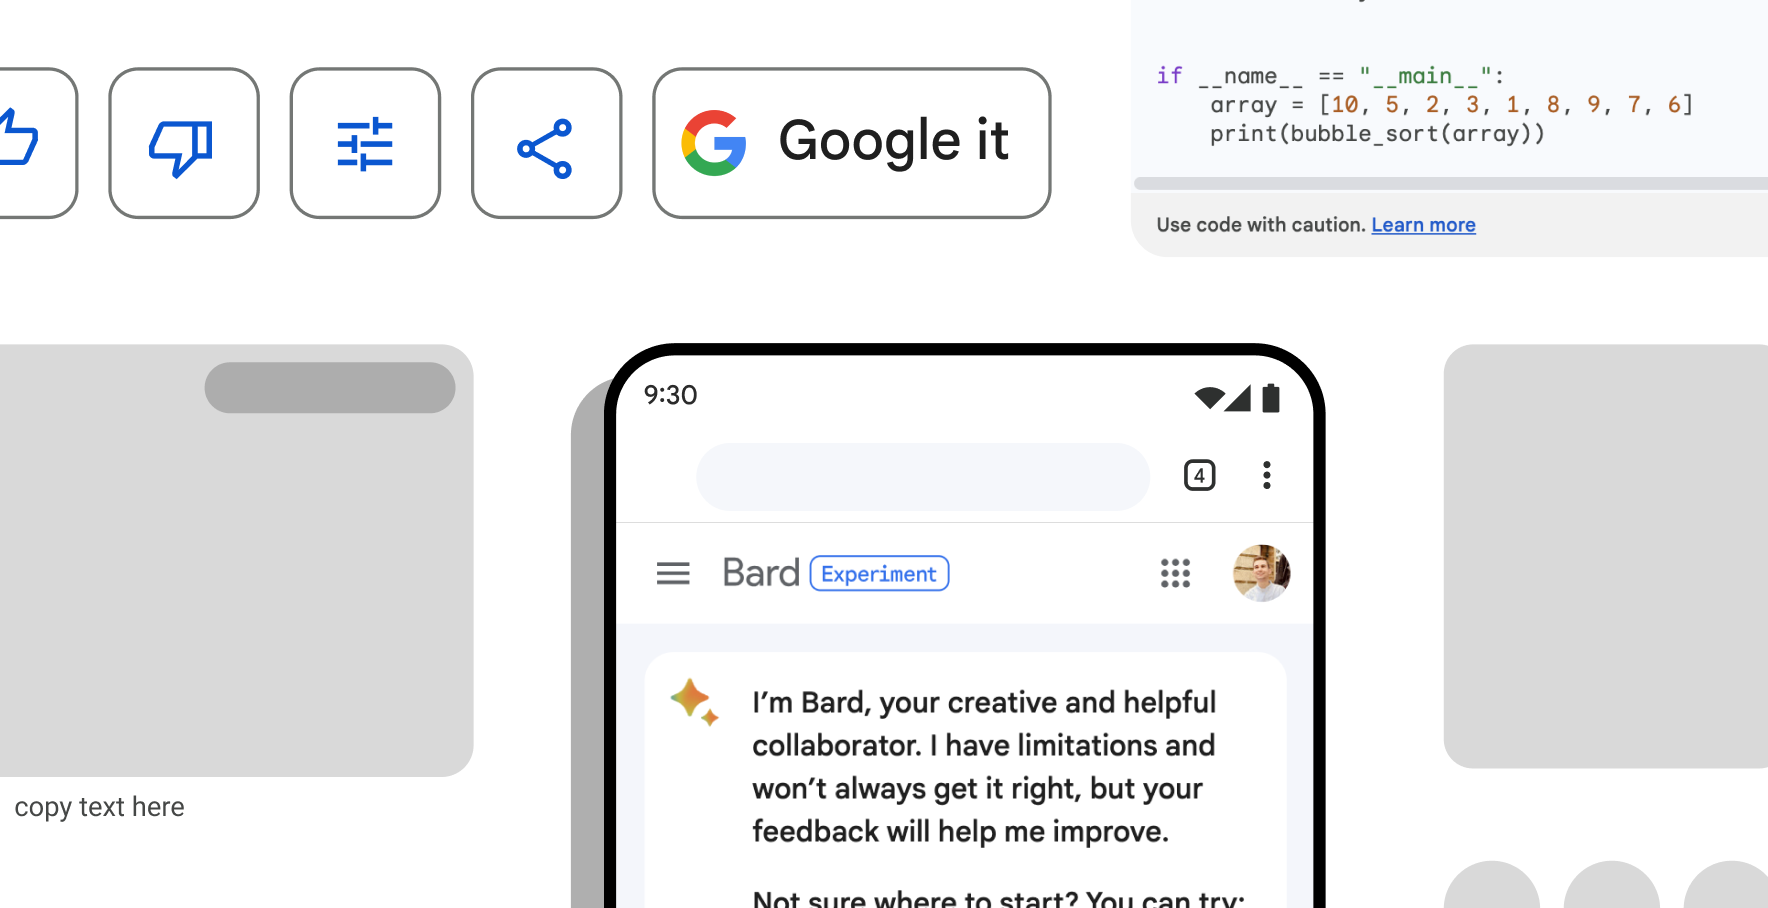 Google it
if __name__ == "__main__":
    array = [10, 5, 2, 3, 1, 8, 9, 7, 6]
    print(bubble_sort(array))
Use code with caution. Learn more
copy text here
9:30
4
Bard Experiment
I’m Bard, your creative and helpful
collaborator. I have limitations and
won’t always get it right, but your
feedback will help me improve.
Not sure where to start? You can try: